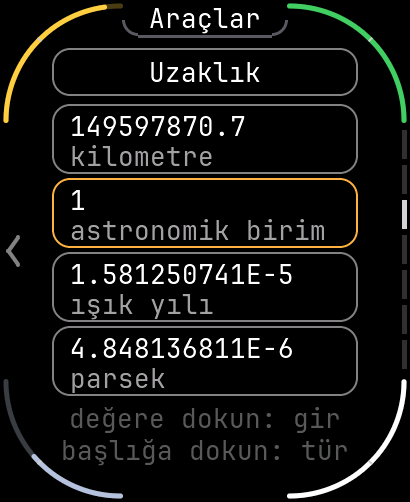 Araçlar
Uzaklık
149597870.7
kilometre
1
astronomik birim
1.581250741E-5
ışık yılı
4.848136811E-6
parsek
değere dokun: gir
başlığa dokun: tür